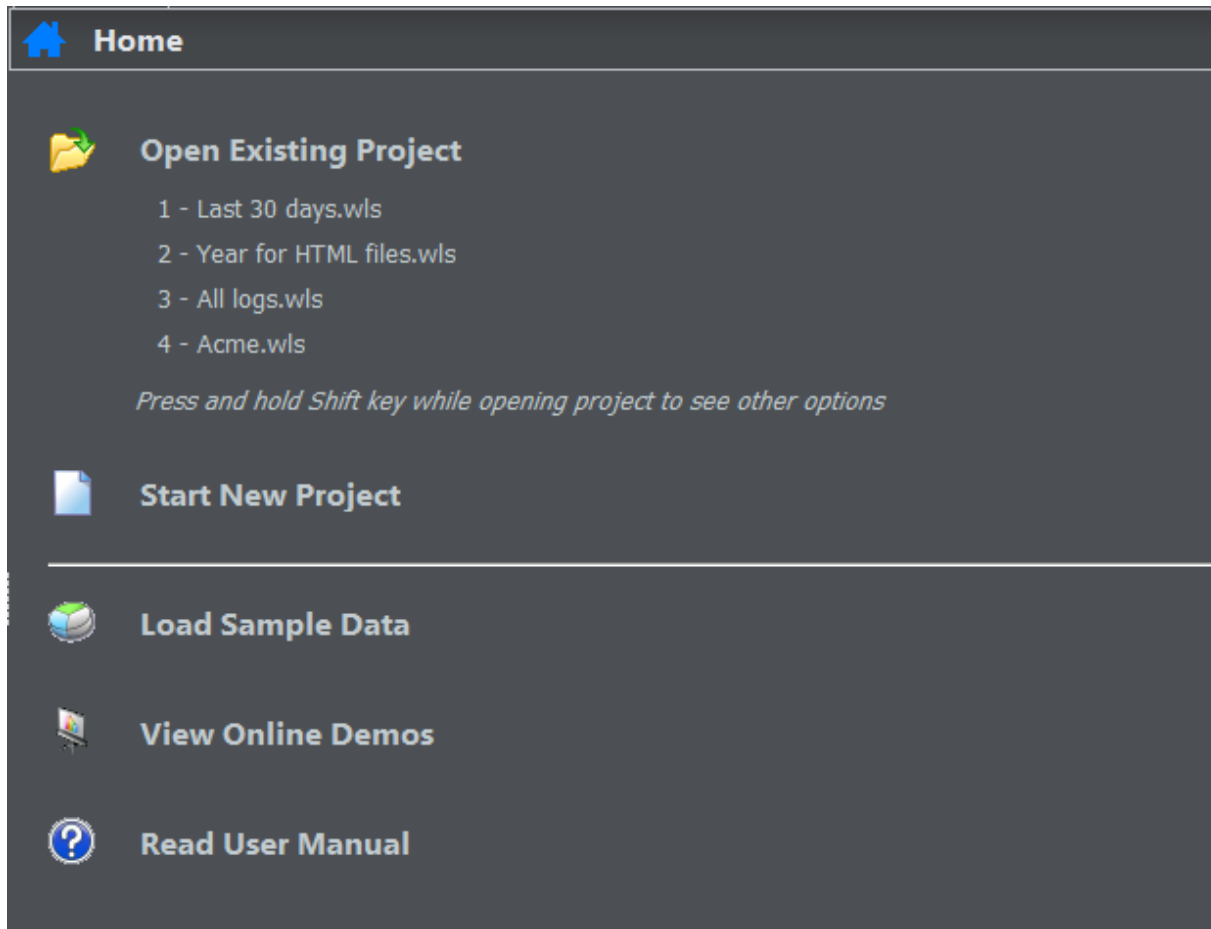 Home
Open Existing Project
1 - Last 30 days.wls
2 - Year for HTML files.wls
3 - All logs.wls
4 - Acme.wls
Press and hold Shift key while opening project to see other options
Start New Project
Load Sample Data
View Online Demos
Read User Manual